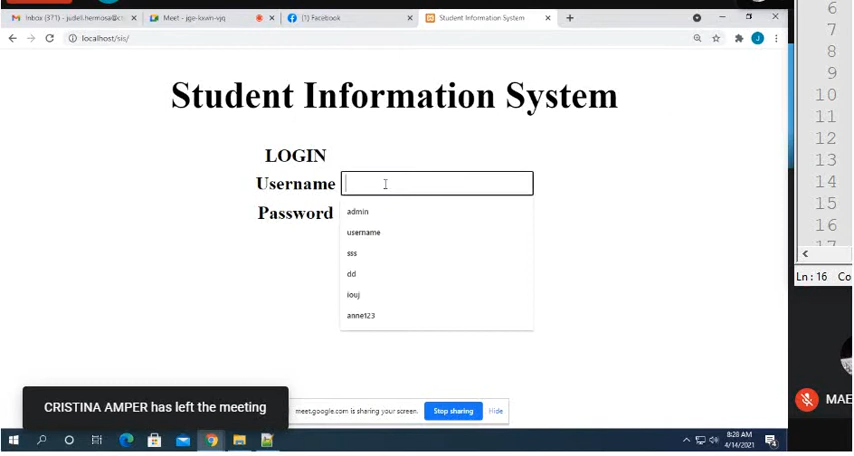 Inbox (371) - judell.hermosa@c
Meet - jge-kxwn-vjq
(1) Facebook
Student Information System
localhost/sis/
J
Student Information System
LOGIN
Username
Password
admin
username
sss
dd
iouj
anne123
CRISTINA AMPER has left the meeting
meet.google.com is sharing your screen.
Stop sharing
Hide
8:28 AM
4/14/2021
6
7
8
9
10
11
12
13
14
15
16
17
Ln : 16 Co
MAE